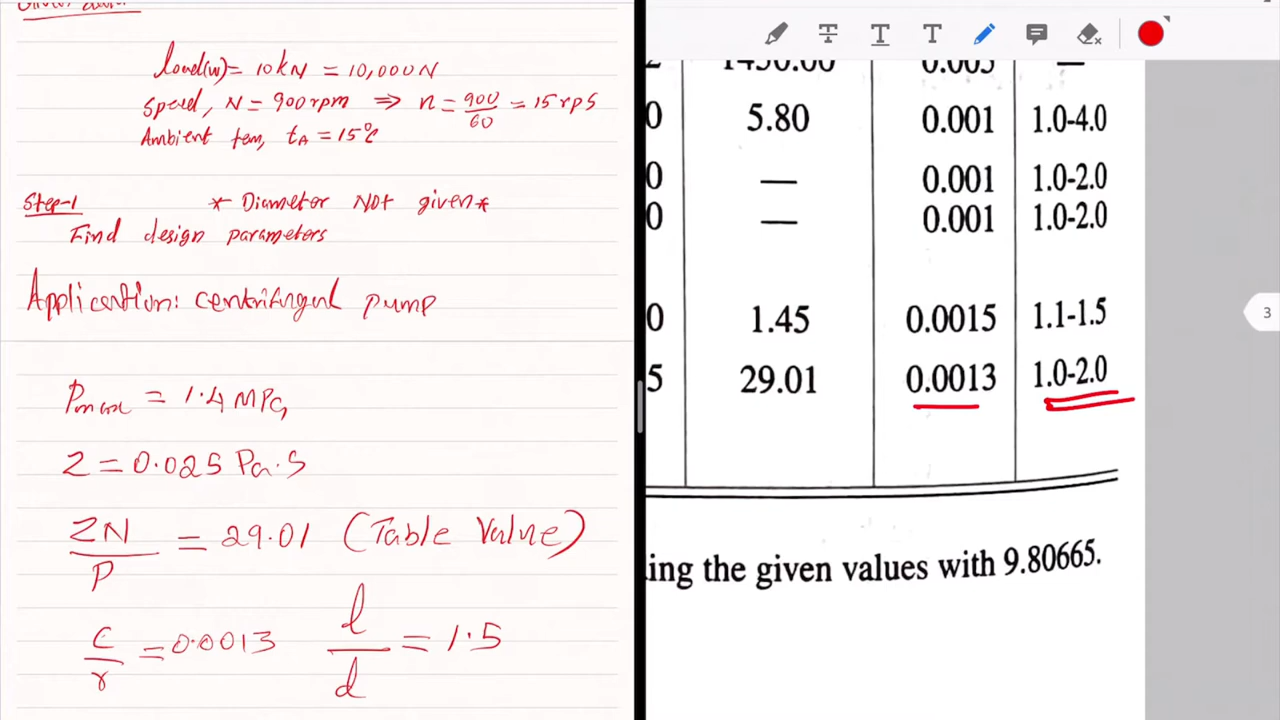 Load(w) = 10kN = 10,000N
Speed, N = 900rpm ⇒ n = 900/60 = 15rps
Ambient tem, tA = 15°c
Step-1 * Diameter Not given*
Find design parameters
Application: centrifugal pump
Pmax = 1.4 MPa
Z = 0.025 Pa.S
ZN/P = 29.01 (Table Value)
c/r = 0.0013 l/d = 1.5
0 5.80 0.001 1.0-4.0
0 — 0.001 1.0-2.0
0 — 0.001 1.0-2.0
0 1.45 0.0015 1.1-1.5
5 29.01 0.0013 1.0-2.0
ing the given values with 9.80665.
3